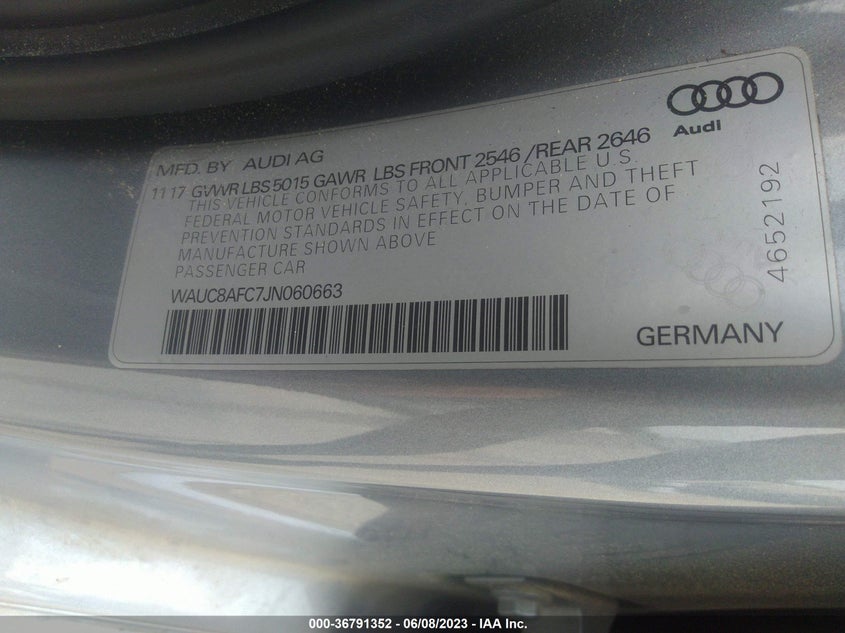 Audi
MFD. BY AUDI AG
11 17 GVWR LBS 5015 GAWR LBS FRONT 2546 /REAR 2646
THIS VEHICLE CONFORMS TO ALL APPLICABLE U.S.
FEDERAL MOTOR VEHICLE SAFETY, BUMPER AND THEFT
PREVENTION STANDARDS IN EFFECT ON THE DATE OF
MANUFACTURE SHOWN ABOVE
PASSENGER CAR
WAUC8AFC7JN060663
4652192
GERMANY
000-36791352 - 06/08/2023 - IAA Inc.